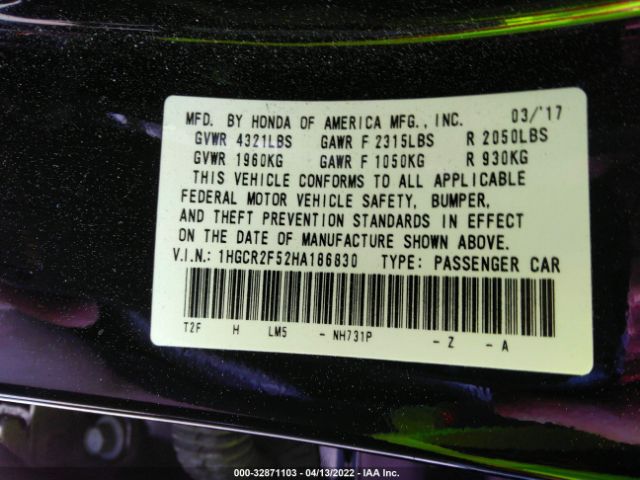 MFD. BY HONDA OF AMERICA MFG., INC. 03/'17
GVWR 4321LBS GAWR F 2315LBS R 2050LBS
GVWR 1960KG GAWR F 1050KG R 930KG
THIS VEHICLE CONFORMS TO ALL APPLICABLE
FEDERAL MOTOR VEHICLE SAFETY, BUMPER,
AND THEFT PREVENTION STANDARDS IN EFFECT
ON THE DATE OF MANUFACTURE SHOWN ABOVE.
V.I.N.: 1HGCR2F52HA186830 TYPE: PASSENGER CAR
T2F H LM5 - NH731P - Z - A
000-32871103 - 04/13/2022 - IAA Inc.